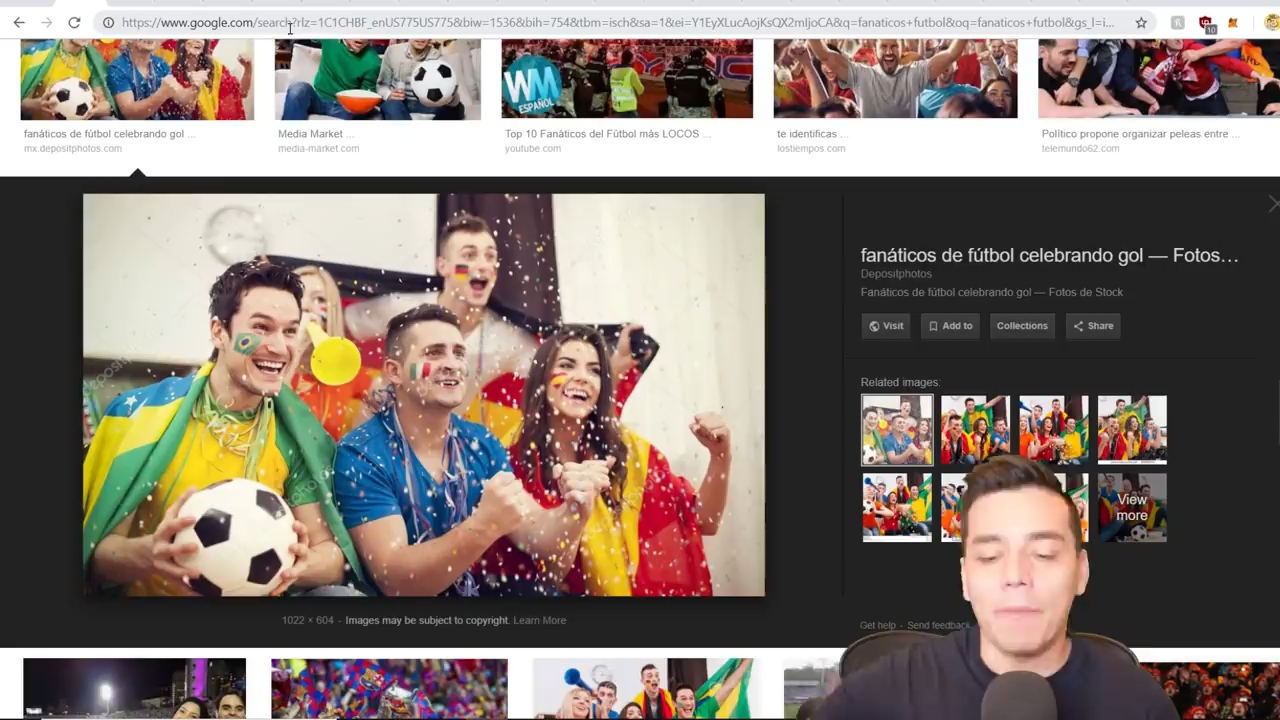 https://www.google.com/search?rlz=1C1CHBF_enUS775US775&biw=1536&bih=754&tbm=isch&sa=1&ei=Y1EyXLucAojKsQX2mIjoCA&q=fanaticos+futbol&oq=fanaticos+futbol&gs_l=i...
10
WM
ESPAÑOL
fanáticos de fútbol celebrando gol ...
mx.depositphotos.com
Media Market ...
media-market.com
Top 10 Fanáticos del Fútbol más LOCOS ...
youtube.com
te identificas ...
lostiempos.com
Político propone organizar peleas entre ...
telemundo62.com
fanáticos de fútbol celebrando gol — Fotos...
Depositphotos
Fanáticos de fútbol celebrando gol — Fotos de Stock
Visit
Add to
Collections
Share
Related images:
View
more
1022 × 604 - Images may be subject to copyright. Learn More
Get help - Send feedback